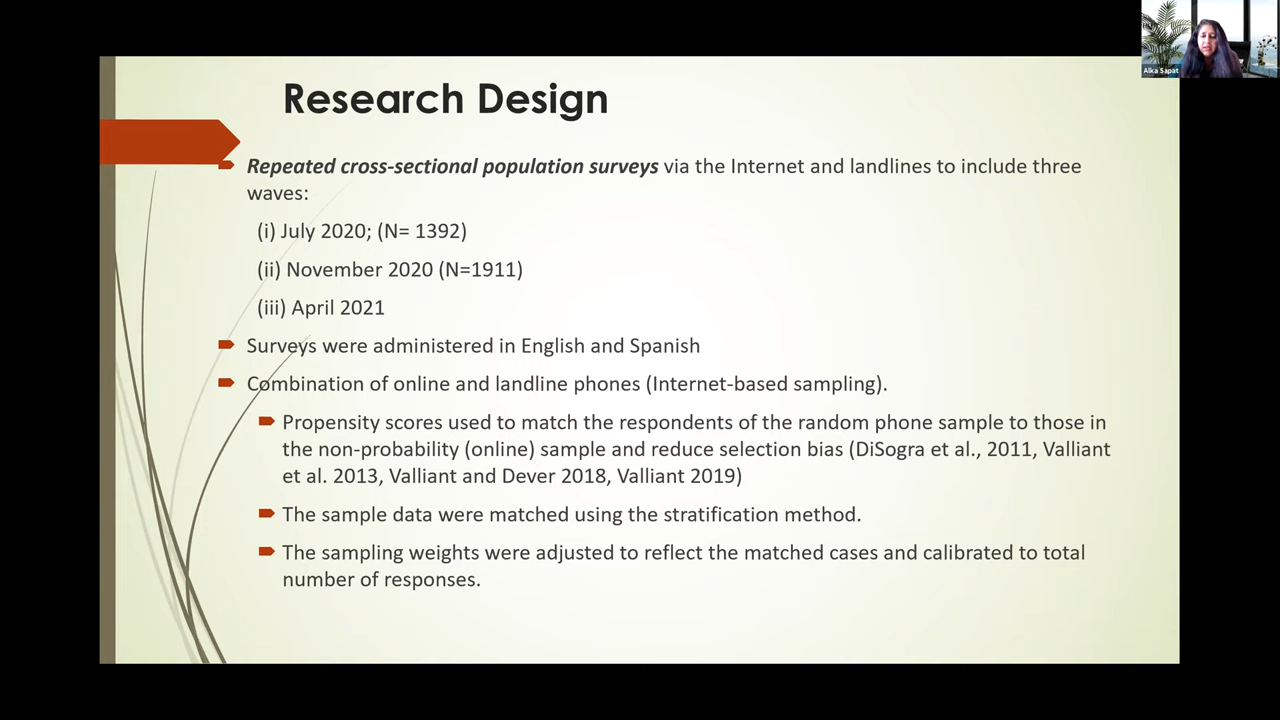 Alka Sapat
Research Design
Repeated cross-sectional population surveys via the Internet and landlines to include three
waves:
(i) July 2020; (N= 1392)
(ii) November 2020 (N=1911)
(iii) April 2021
Surveys were administered in English and Spanish
Combination of online and landline phones (Internet-based sampling).
Propensity scores used to match the respondents of the random phone sample to those in
the non-probability (online) sample and reduce selection bias (DiSogra et al., 2011, Valliant
et al. 2013, Valliant and Dever 2018, Valliant 2019)
The sample data were matched using the stratification method.
The sampling weights were adjusted to reflect the matched cases and calibrated to total
number of responses.